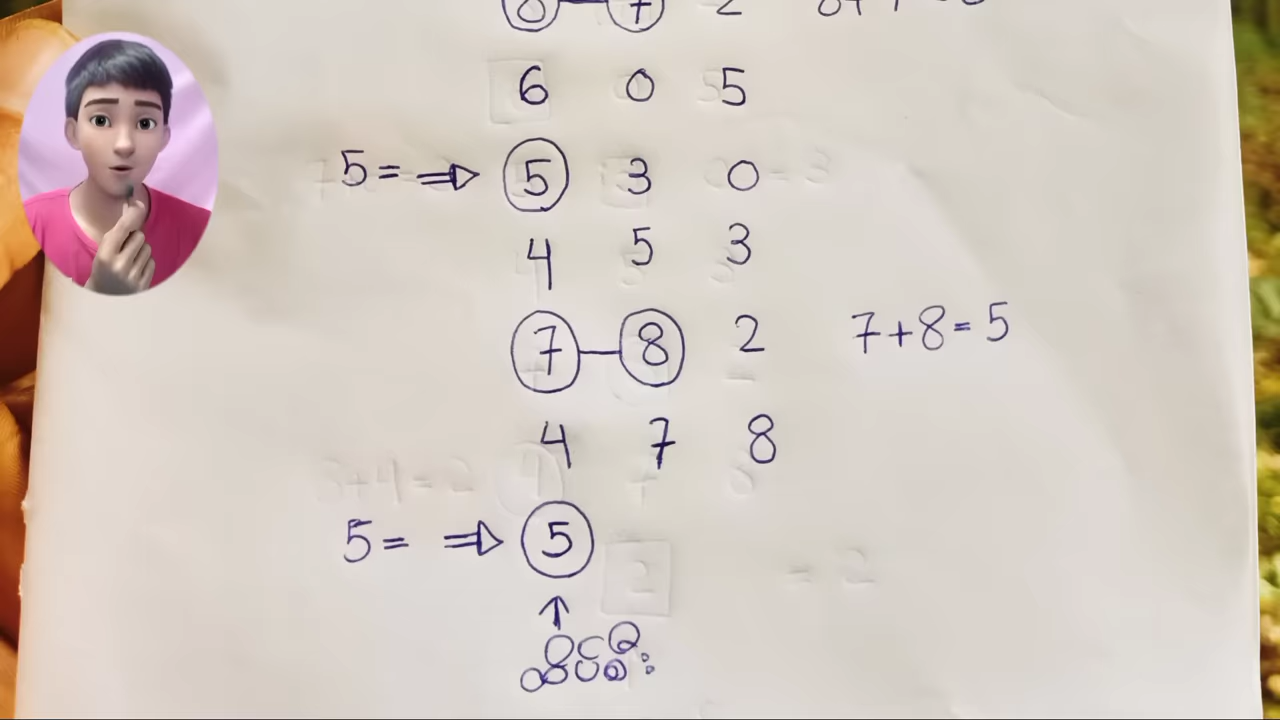 6 0 5
5 = ⇒ 5 3 0
4 5 3
7 - 8 2 7+8=5
4 7 8
5 = ⇒ 5
↑